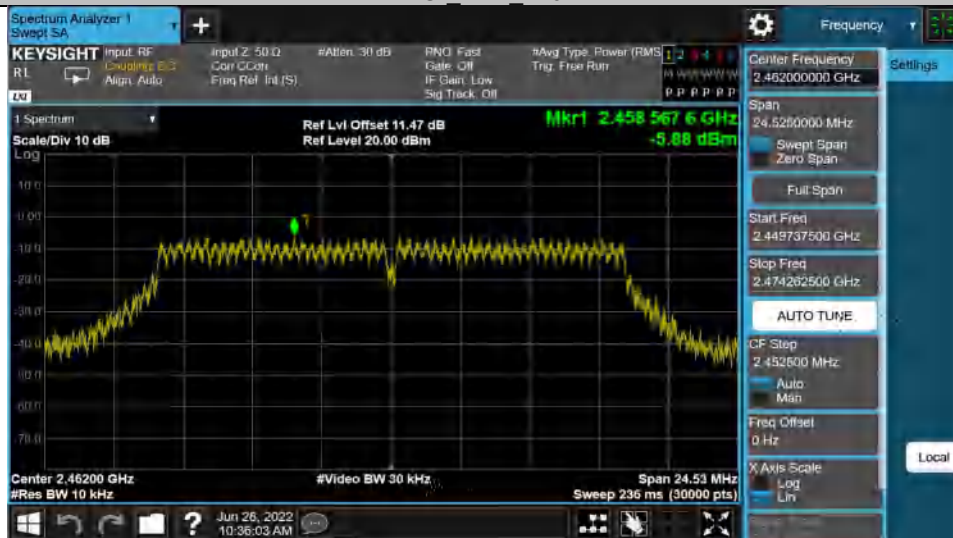 Spectrum Analyzer 1
Swept SA
+
Frequency
KEYSIGHT
Input: RF
Input Z: 50 Ω
#Atten: 30 dB
PNO: Fast
#Avg Type: Power (RMS
1 2 3 4 5 6
RL
Coupling: DC
Corr CCorr
Gate: Off
Trig: Free Run
Align: Auto
Freq Ref: Int (S)
IF Gain: Low
Sig Track: Off
P P P P P P
LXI
1 Spectrum
Scale/Div 10 dB
Ref Lvl Offset 11.47 dB
Ref Level 20.00 dBm
Mkr1 2.458 567 6 GHz
-5.88 dBm
Log
10.0
0.00
-10.0
-20.0
-30.0
-40.0
-50.0
-60.0
-70.0
Center 2.46200 GHz
#Res BW 10 kHz
#Video BW 30 kHz
Span 24.53 MHz
Sweep 236 ms (30000 pts)
Center Frequency
2.462000000 GHz
Settings
Span
24.5250000 MHz
Swept Span
Zero Span
Full Span
Start Freq
2.449737500 GHz
Stop Freq
2.474262500 GHz
AUTO TUNE
CF Step
2.452500 MHz
Auto
Man
Freq Offset
0 Hz
X Axis Scale
Log
Lin
Local
?
Jun 26, 2022
10:36:03 AM